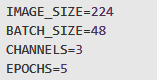 IMAGE_SIZE=224
BATCH_SIZE=48
CHANNELS=3
EPOCHS=5